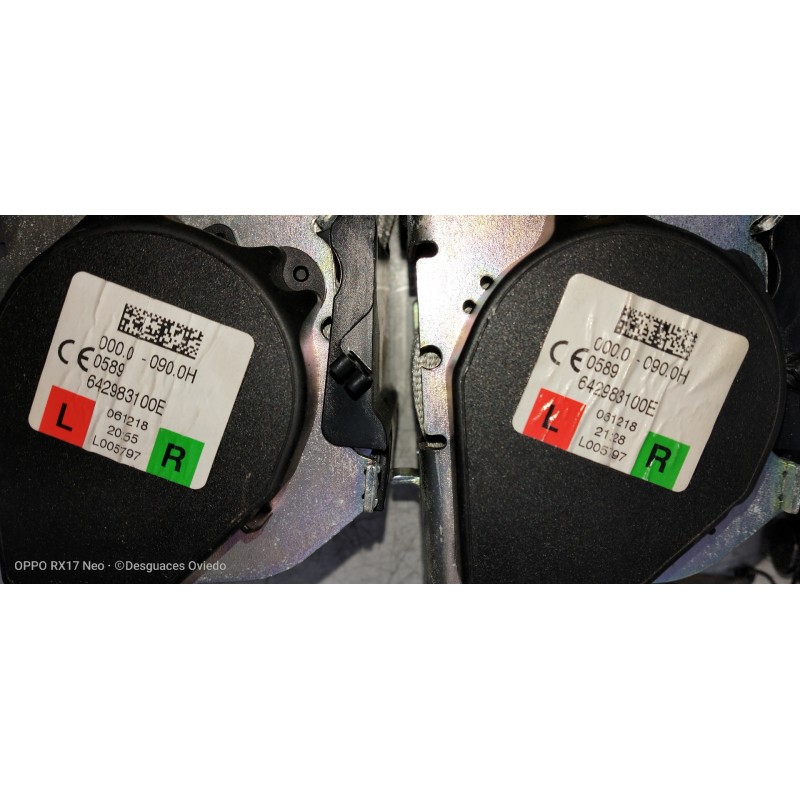 000.0 - 090.0H
CE 0589
642983100E
L
061218
20:55
L005797
R
000.0 - 090.0H
CE 0589
642983100E
L
061218
21:28
L005797
R
OPPO RX17 Neo · ©Desguaces Oviedo